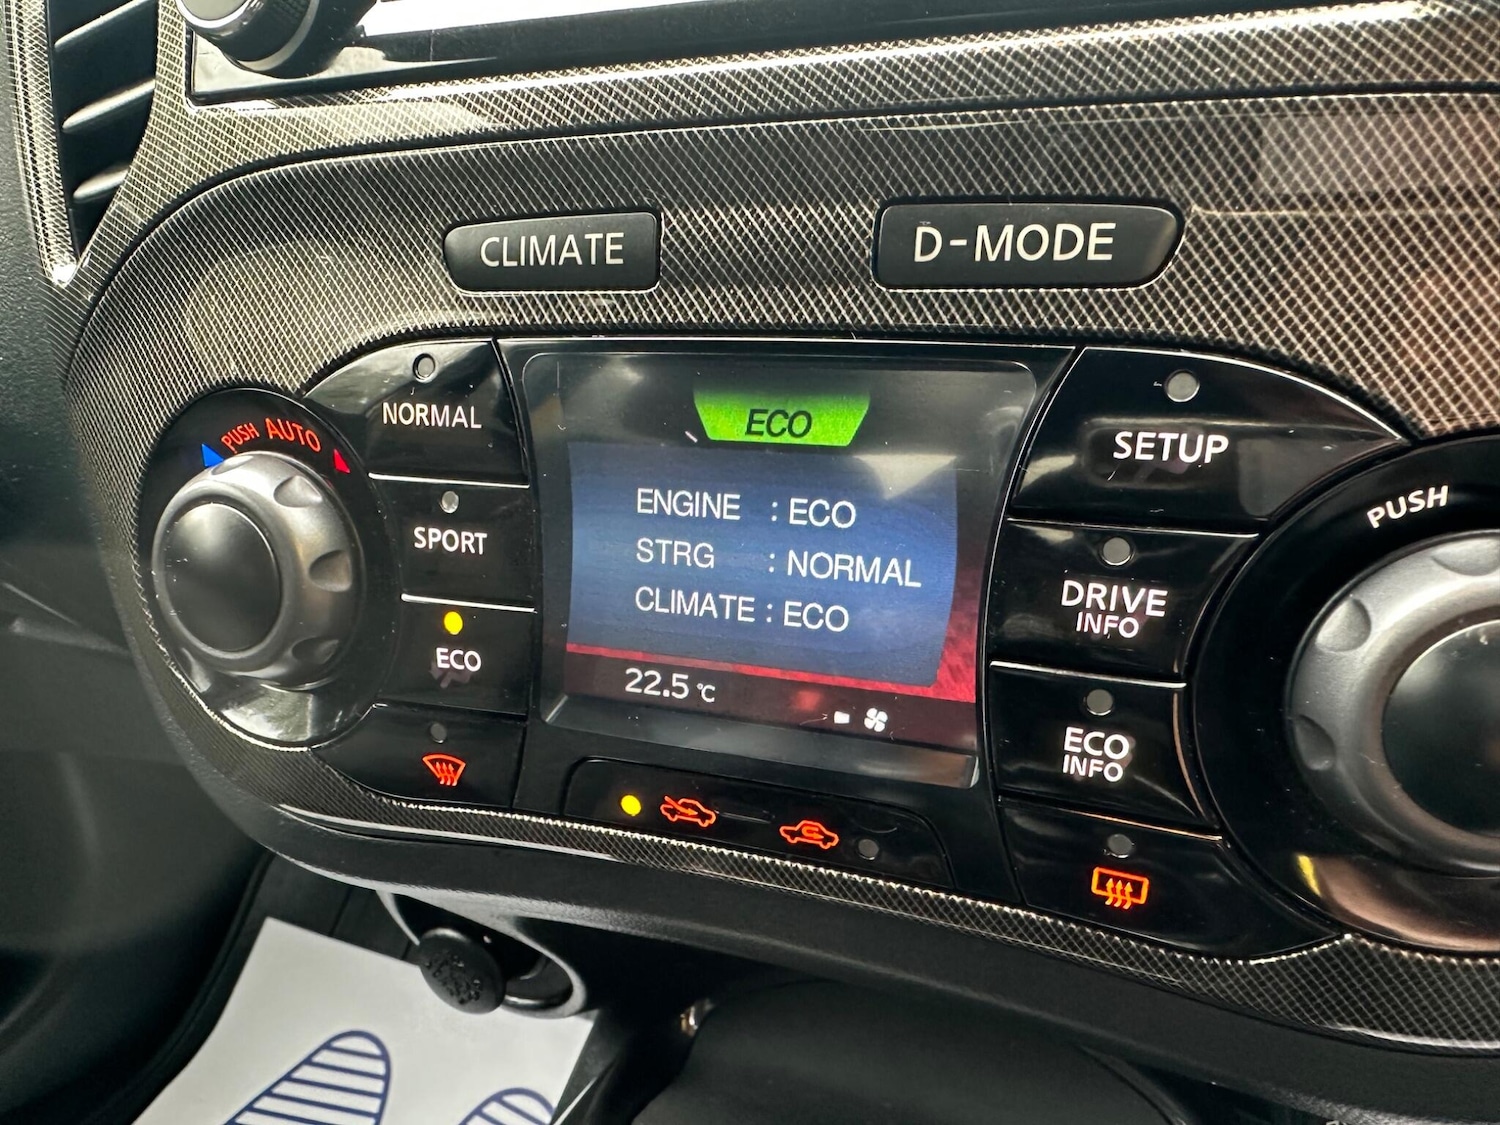 CLIMATE
D-MODE
PUSH AUTO
NORMAL
SPORT
ECO
ECO
ENGINE : ECO
STRG : NORMAL
CLIMATE : ECO
22.5 ℃
SETUP
DRIVE
INFO
ECO
INFO
PUSH